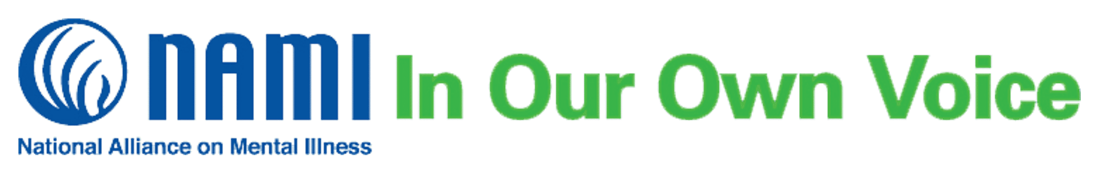 NAMI In Our Own Voice
National Alliance on Mental Illness